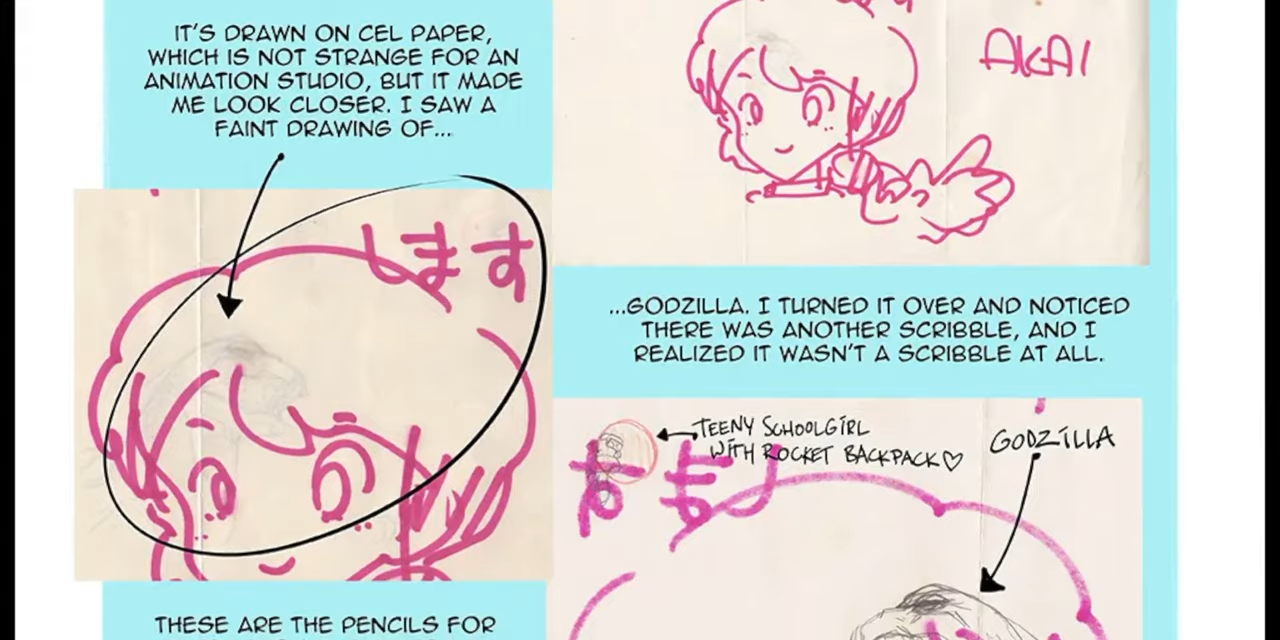 IT'S DRAWN ON CEL PAPER,
WHICH IS NOT STRANGE FOR AN
ANIMATION STUDIO, BUT IT MADE
ME LOOK CLOSER. I SAW A
FAINT DRAWING OF...
AKAI
します
...GODZILLA. I TURNED IT OVER AND NOTICED
THERE WAS ANOTHER SCRIBBLE, AND I
REALIZED IT WASN'T A SCRIBBLE AT ALL.
TEENY SCHOOLGIRL
WITH ROCKET BACKPACK♡
GODZILLA
THESE ARE THE PENCILS FOR